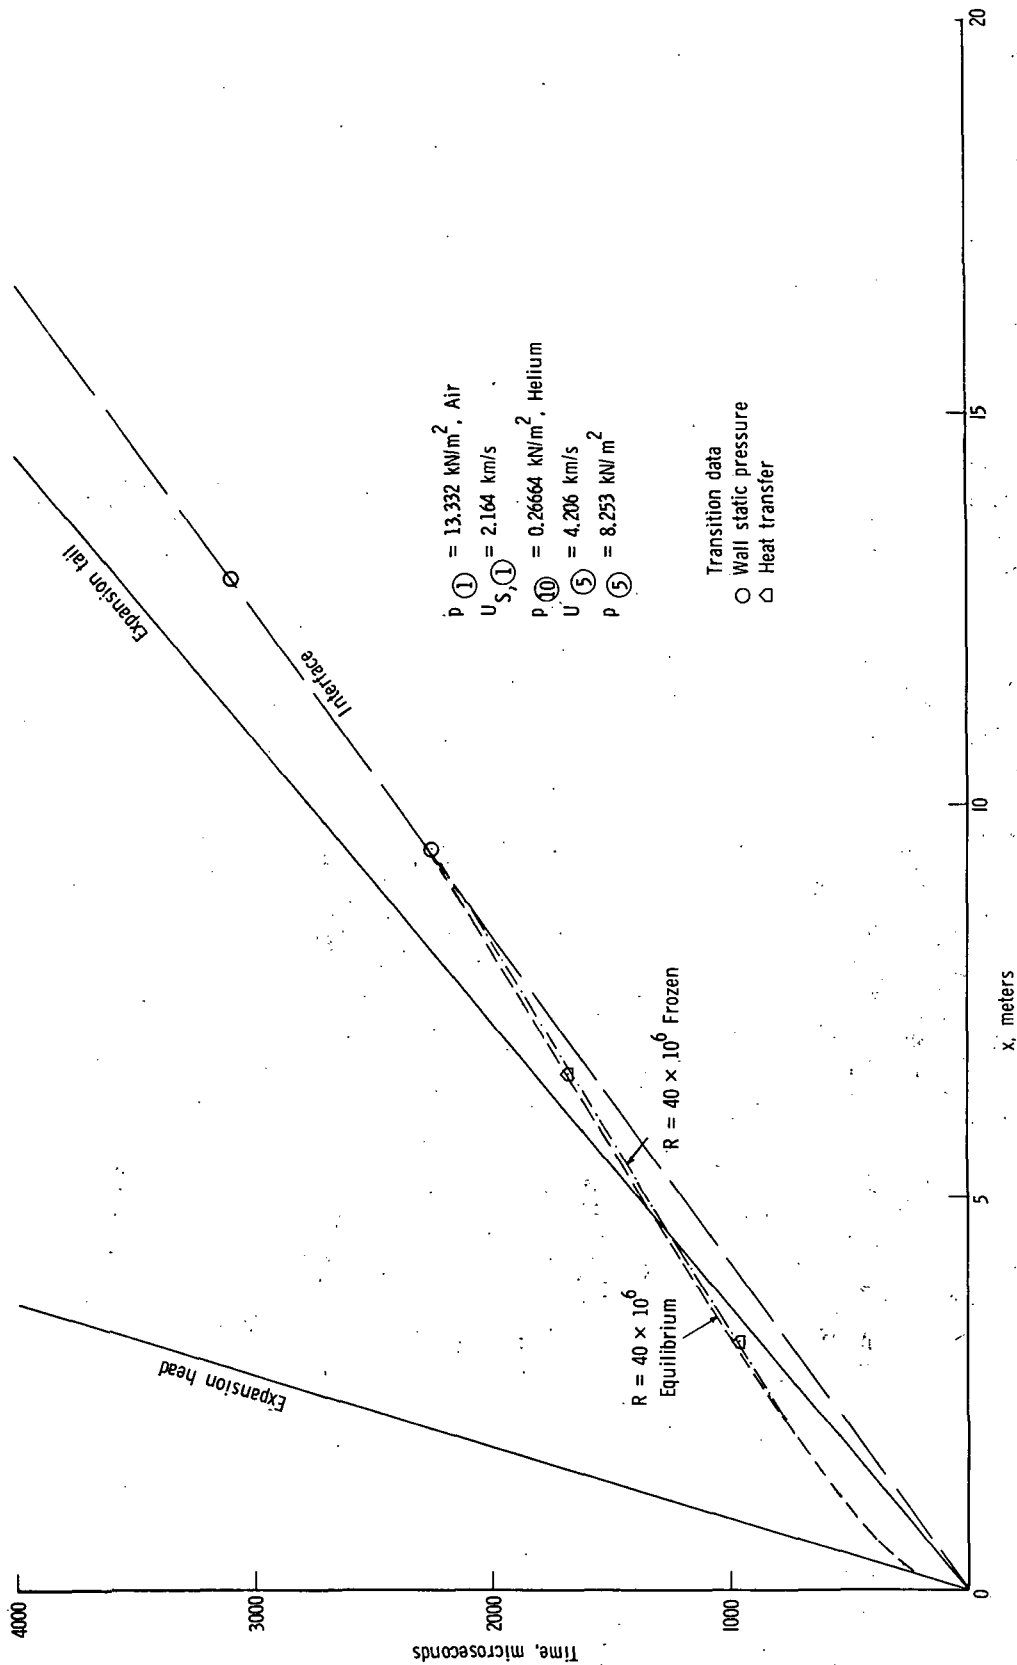 4000
3000
2000
1000
0
5
10
15
20
Time, microseconds
x, meters
Expansion head
Expansion tail
Interface
R = 40 × 10⁶
Equilibrium
R = 40 × 10⁶ Frozen
p ① = 13.332 kN/m², Air
U S,① = 2.164 km/s
p ⑩ = 0.26664 kN/m², Helium
U ⑤ = 4.206 km/s
p ⑤ = 8.253 kN/m²
Transition data
Wall static pressure
Heat transfer